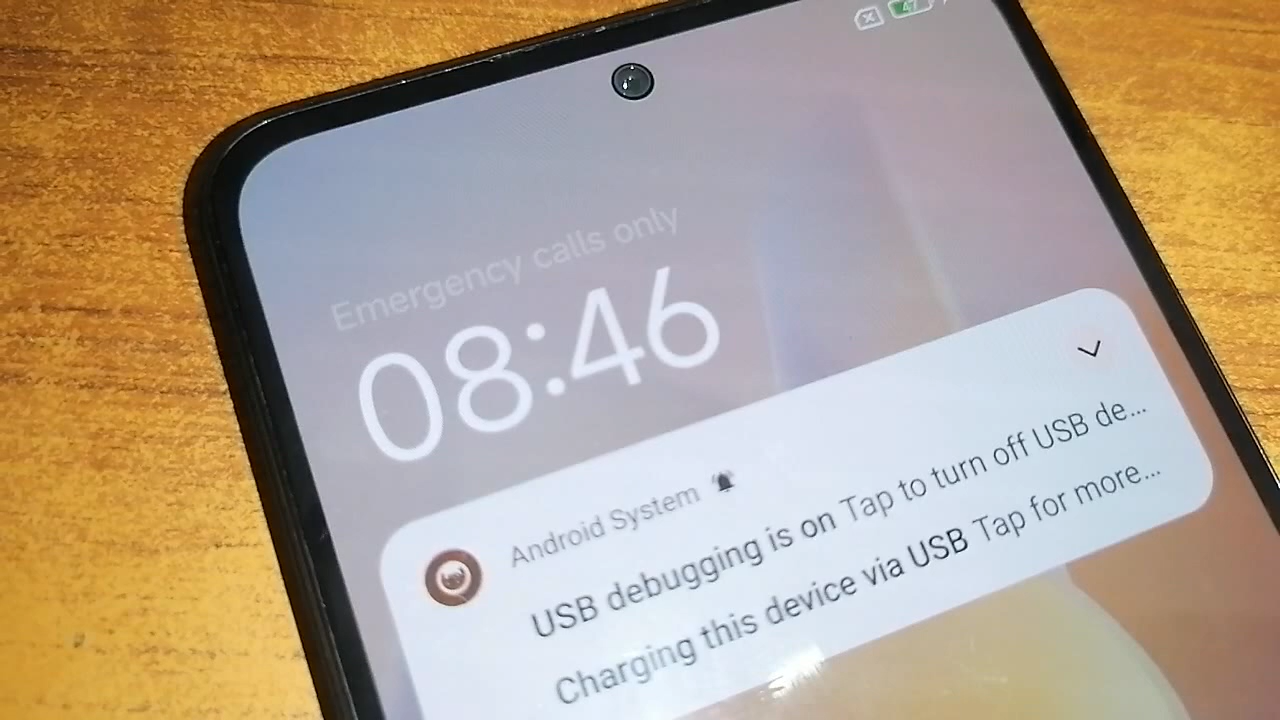 47
Emergency calls only
08:46
Android System
USB debugging is on Tap to turn off USB de...
Charging this device via USB Tap for more...